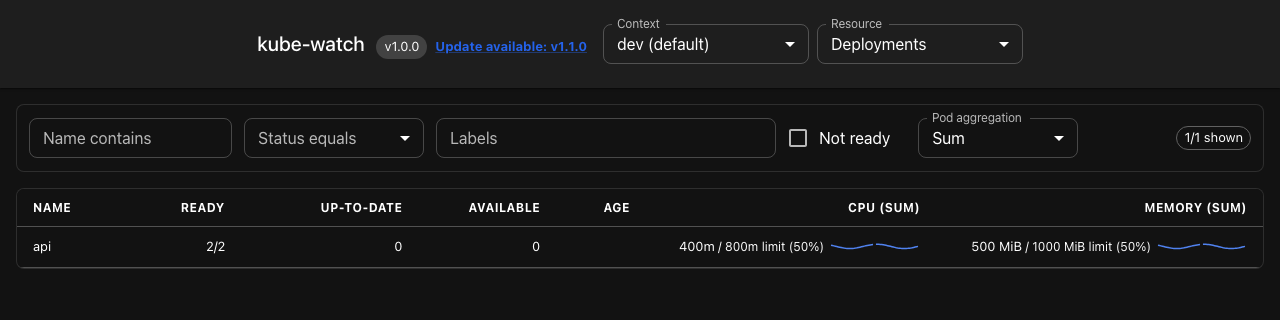 kube-watch v1.0.0 Update available: v1.1.0
Context
dev (default)
Resource
Deployments
Name contains
Status equals
Labels
Not ready
Pod aggregation
Sum
1/1 shown
NAME READY UP-TO-DATE AVAILABLE AGE CPU (SUM) MEMORY (SUM)
api 2/2 0 0 400m / 800m limit (50%) 500 MiB / 1000 MiB limit (50%)